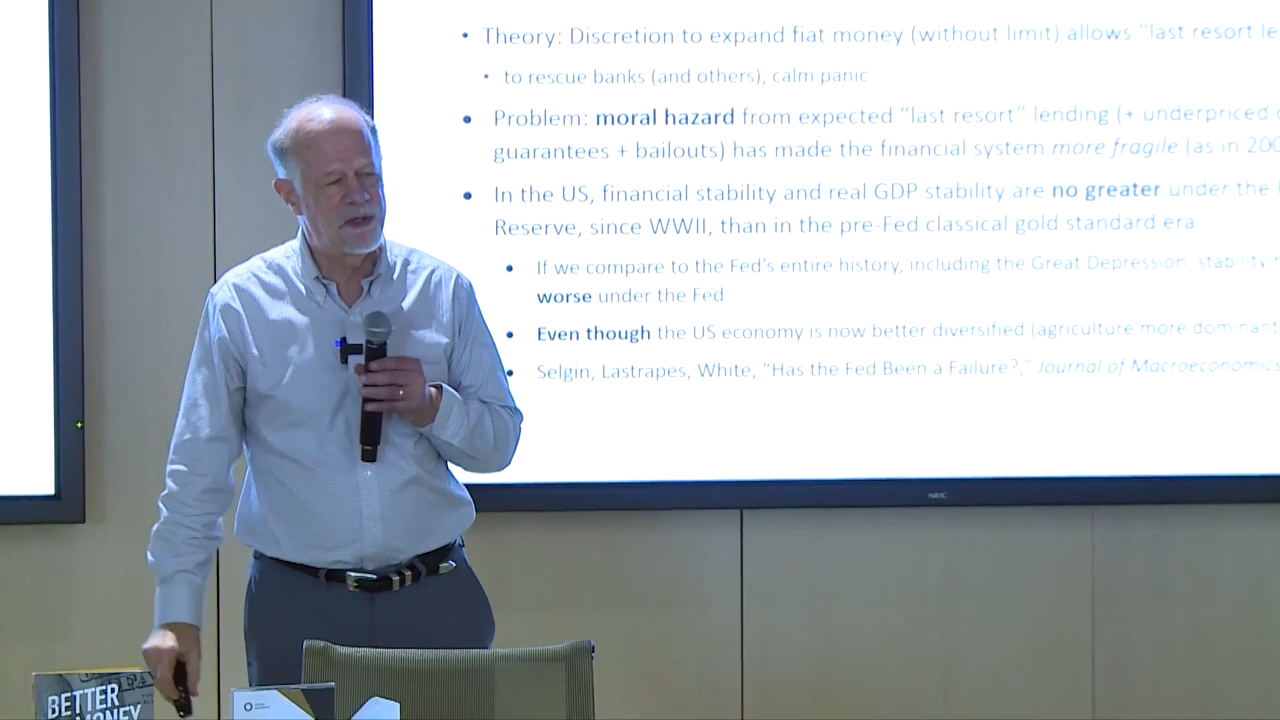 Theory: Discretion to expand fiat money (without limit) allows "last resort le
to rescue banks (and others), calm panic
Problem: moral hazard from expected "last resort" lending (+ underpriced
guarantees + bailouts) has made the financial system more fragile (as in 200
In the US, financial stability and real GDP stability are no greater under the
Reserve, since WWII, than in the pre-Fed classical gold standard era
If we compare to the Fed's entire history, including the Great Depression, stability
worse under the Fed
Even though the US economy is now better diversified (agriculture more dominant
Selgin, Lastrapes, White, "Has the Fed Been a Failure?," Journal of Macroeconomics
NEC
BETTER
MONEY